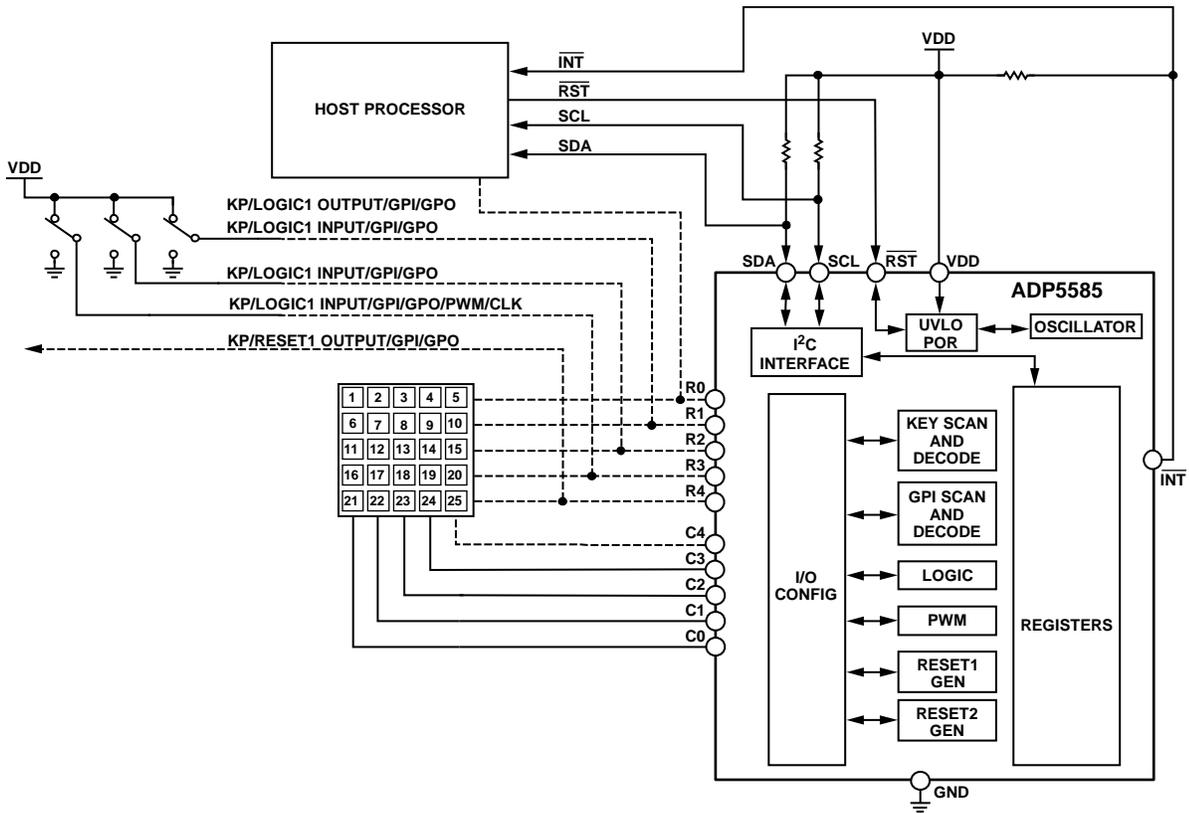 VDD
INT
RST
HOST PROCESSOR
SCL
SDA
VDD
KP/LOGIC1 OUTPUT/GPI/GPO
KP/LOGIC1 INPUT/GPI/GPO
KP/LOGIC1 INPUT/GPI/GPO
KP/LOGIC1 INPUT/GPI/GPO/PWM/CLK
KP/RESET1 OUTPUT/GPI/GPO
SDA
SCL
RST
VDD
ADP5585
UVLO
POR
OSCILLATOR
I2C
INTERFACE
1 2 3 4 5
6 7 8 9 10
11 12 13 14 15
16 17 18 19 20
21 22 23 24 25
R0
R1
R2
R3
R4
C4
C3
C2
C1
C0
I/O
CONFIG
KEY SCAN
AND
DECODE
GPI SCAN
AND
DECODE
LOGIC
PWM
RESET1
GEN
RESET2
GEN
REGISTERS
INT
GND